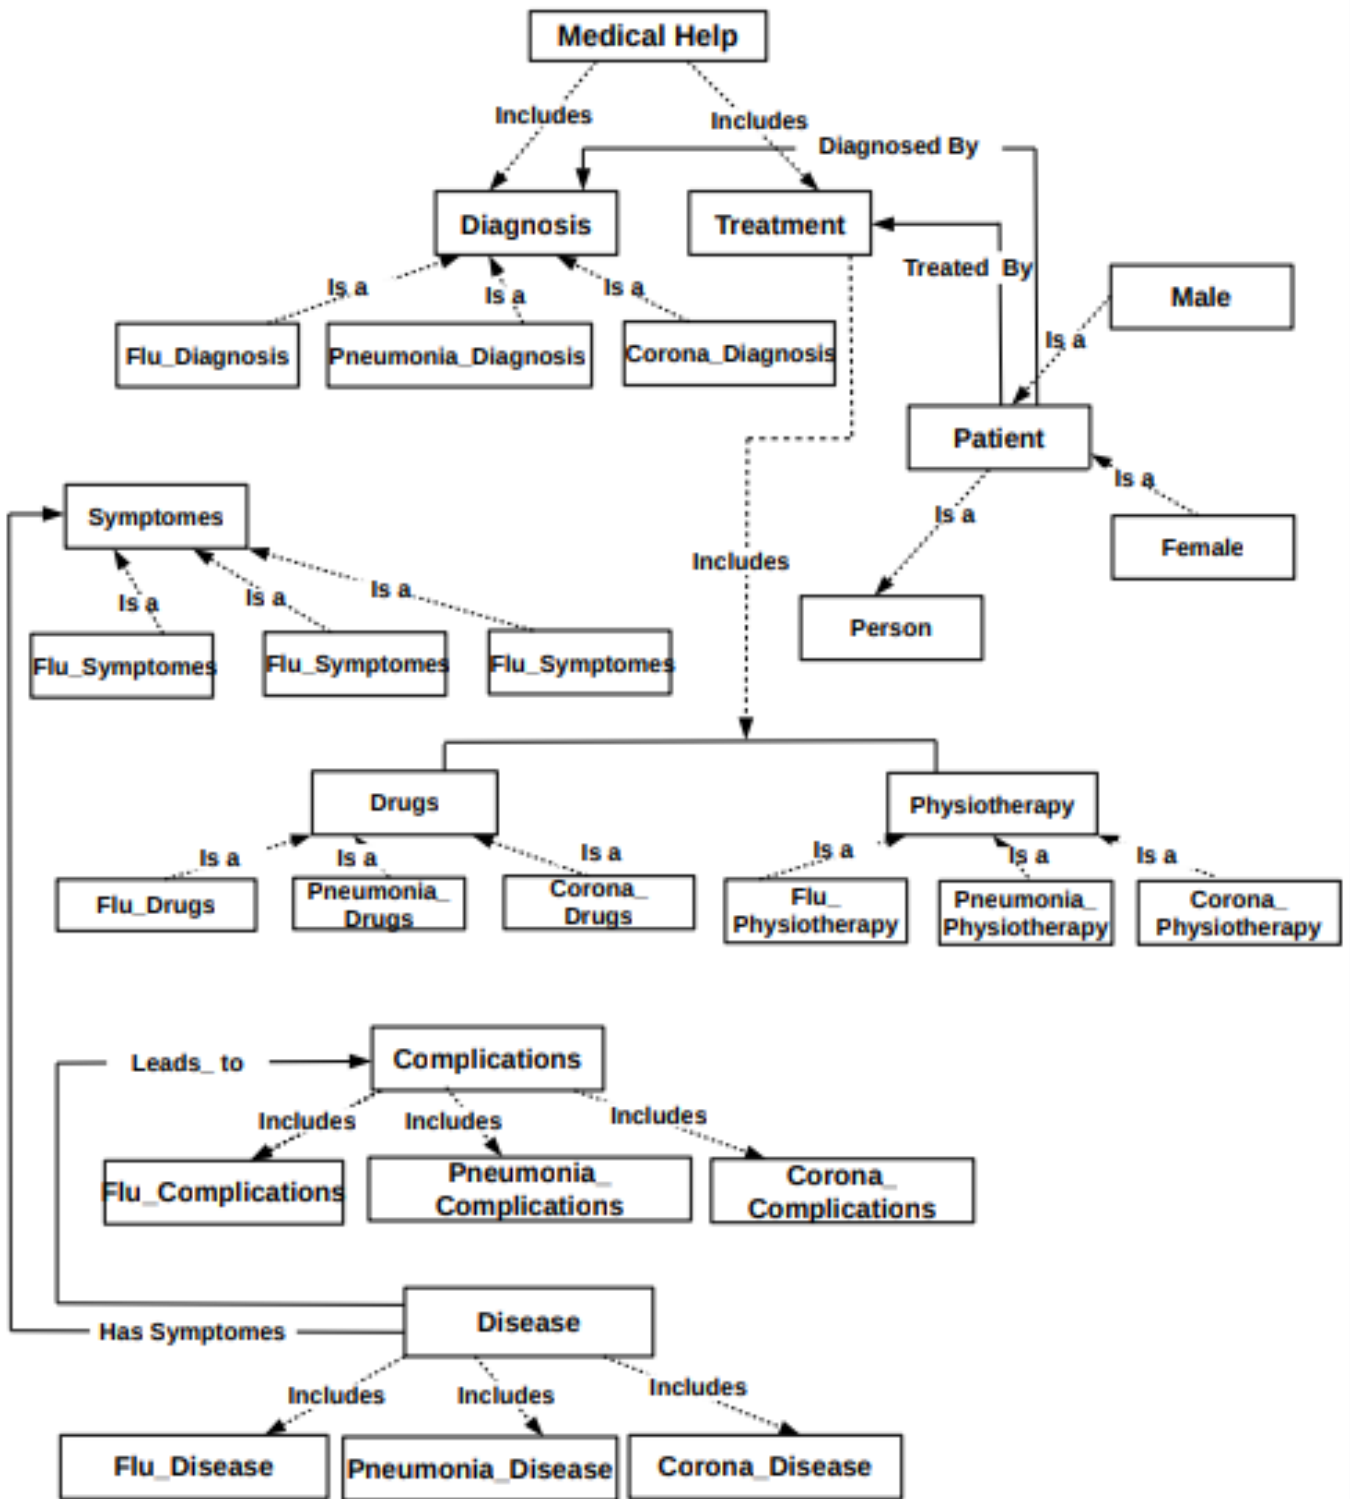 Medical Help
Includes
Includes
Diagnosed By
Diagnosis
Treatment
Treated By
Is a
Is a
Is a
Male
Is a
Flu_Diagnosis
Pneumonia_Diagnosis
Corona_Diagnosis
Patient
Is a
Is a
Symptomes
Female
Includes
Is a
Is a
Is a
Person
Flu_Symptomes
Flu_Symptomes
Flu_Symptomes
Drugs
Physiotherapy
Is a
Is a
Is a
Is a
Is a
Is a
Flu_Drugs
Pneumonia_
Drugs
Corona_
Drugs
Flu_
Physiotherapy
Pneumonia_
Physiotherapy
Corona_
Physiotherapy
Leads_ to
Complications
Includes
Includes
Includes
Flu_Complications
Pneumonia_
Complications
Corona_
Complications
Disease
Has Symptomes
Includes
Includes
Includes
Flu_Disease
Pneumonia_Disease
Corona_Disease